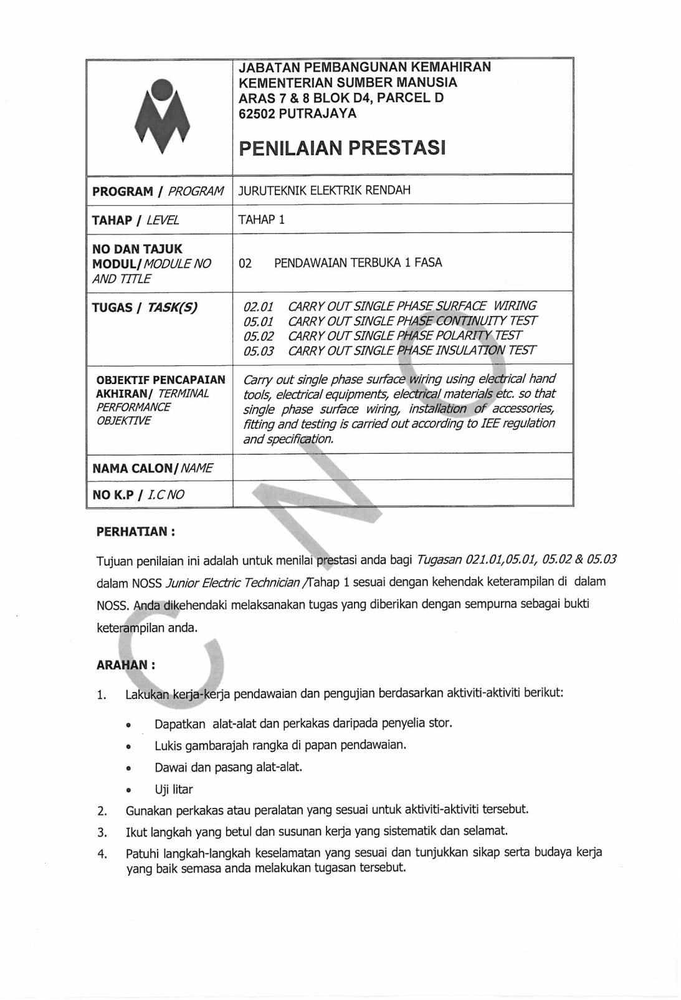 JABATAN PEMBANGUNAN KEMAHIRAN
KEMENTERIAN SUMBER MANUSIA
ARAS 7 & 8 BLOK D4, PARCEL D
62502 PUTRAJAYA
PENILAIAN PRESTASI
PROGRAM / PROGRAM JURUTEKNIK ELEKTRIK RENDAH
TAHAP / LEVEL TAHAP 1
NO DAN TAJUK
MODUL/ MODULE NO
AND TITLE
02 PENDAWAIAN TERBUKA 1 FASA
TUGAS / TASK(S)
02.01 CARRY OUT SINGLE PHASE SURFACE WIRING
05.01 CARRY OUT SINGLE PHASE CONTINUITY TEST
05.02 CARRY OUT SINGLE PHASE POLARITY TEST
05.03 CARRY OUT SINGLE PHASE INSULATION TEST
OBJEKTIF PENCAPAIAN
AKHIRAN/ TERMINAL
PERFORMANCE
OBJEKTIVE
Carry out single phase surface wiring using electrical hand
tools, electrical equipments, electrical materials etc. so that
single phase surface wiring, installation of accessories,
fitting and testing is carried out according to IEE regulation
and specification.
NAMA CALON/ NAME
NO K.P / I.C NO
PERHATIAN :
Tujuan penilaian ini adalah untuk menilai prestasi anda bagi Tugasan 021.01,05.01, 05.02 & 05.03
dalam NOSS Junior Electric Technician /Tahap 1 sesuai dengan kehendak keterampilan di dalam
NOSS. Anda dikehendaki melaksanakan tugas yang diberikan dengan sempurna sebagai bukti
keterampilan anda.
ARAHAN :
1. Lakukan kerja-kerja pendawaian dan pengujian berdasarkan aktiviti-aktiviti berikut:
• Dapatkan alat-alat dan perkakas daripada penyelia stor.
• Lukis gambarajah rangka di papan pendawaian.
• Dawai dan pasang alat-alat.
• Uji litar
2. Gunakan perkakas atau peralatan yang sesuai untuk aktiviti-aktiviti tersebut.
3. Ikut langkah yang betul dan susunan kerja yang sistematik dan selamat.
4. Patuhi langkah-langkah keselamatan yang sesuai dan tunjukkan sikap serta budaya kerja
yang baik semasa anda melakukan tugasan tersebut.
C N O